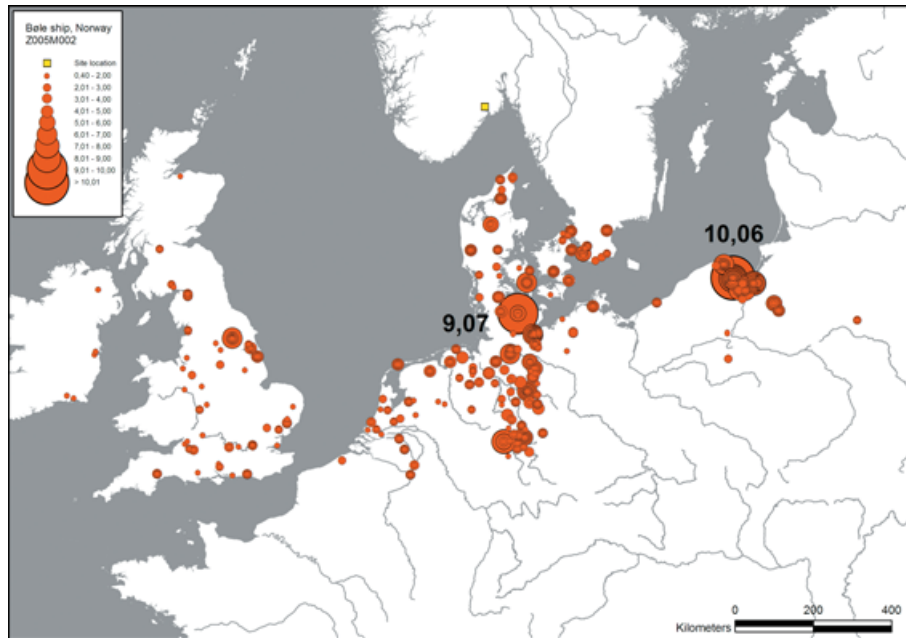 Bøle ship, Norway
Z005M002
Site location
0,40 - 2,00
2,01 - 3,00
3,01 - 4,00
4,01 - 5,00
5,01 - 6,00
6,01 - 7,00
7,01 - 8,00
8,01 - 9,00
9,01 - 10,00
> 10,01
10,06
9,07
0 200 400
Kilometers